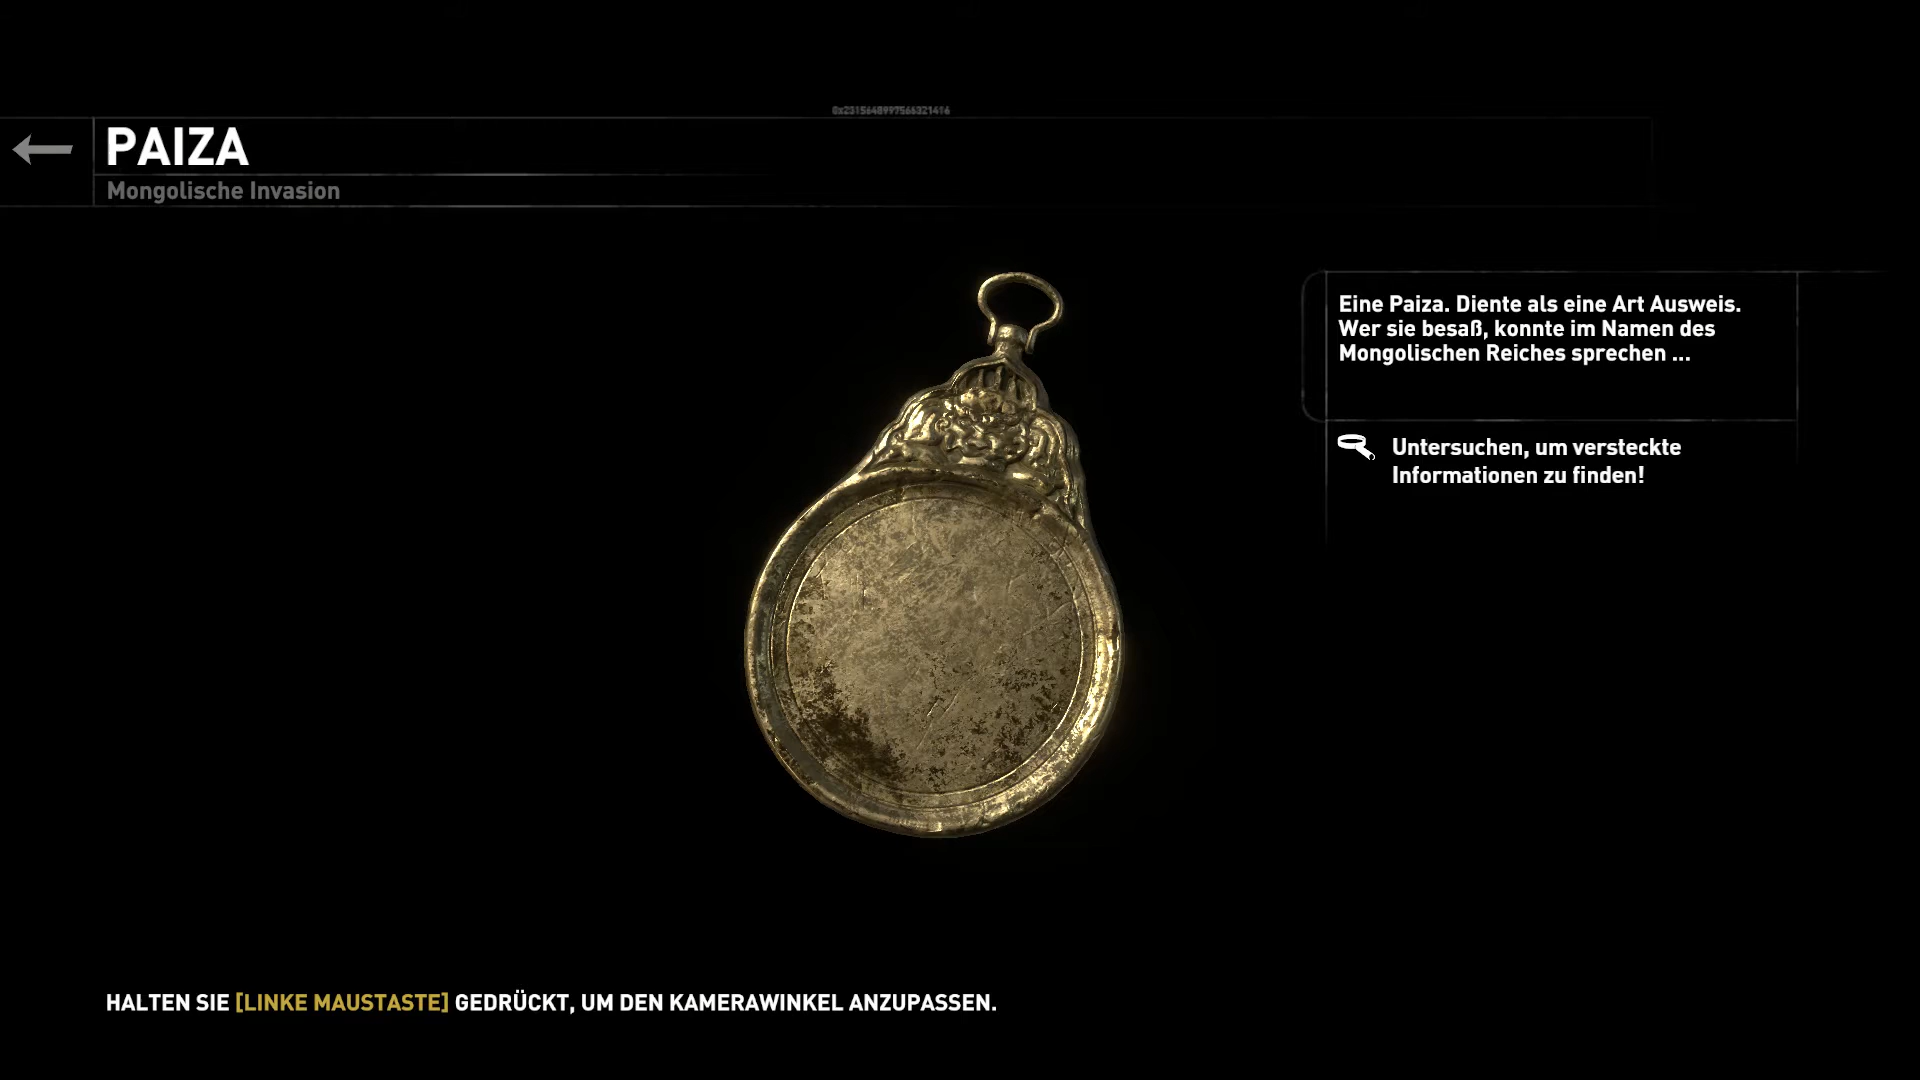 0x2315648997566321416
PAIZA
Mongolische Invasion
Eine Paiza. Diente als eine Art Ausweis.
Wer sie besaß, konnte im Namen des
Mongolischen Reiches sprechen ...
Untersuchen, um versteckte
Informationen zu finden!
HALTEN SIE [LINKE MAUSTASTE] GEDRÜCKT, UM DEN KAMERAWINKEL ANZUPASSEN.